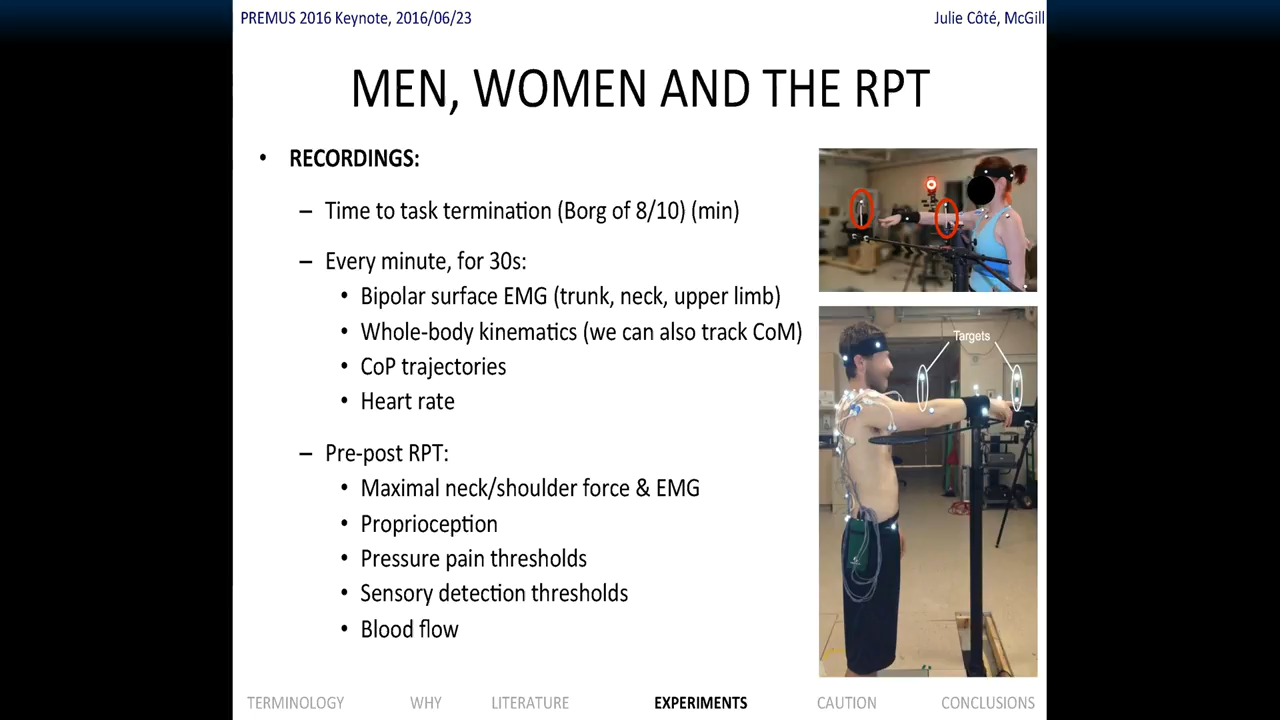 PREMUS 2016 Keynote, 2016/06/23
Julie Côté, McGill
MEN, WOMEN AND THE RPT
• RECORDINGS:
– Time to task termination (Borg of 8/10) (min)
– Every minute, for 30s:
• Bipolar surface EMG (trunk, neck, upper limb)
• Whole-body kinematics (we can also track CoM)
• CoP trajectories
• Heart rate
– Pre-post RPT:
• Maximal neck/shoulder force & EMG
• Proprioception
• Pressure pain thresholds
• Sensory detection thresholds
• Blood flow
Targets
TERMINOLOGY WHY LITERATURE EXPERIMENTS CAUTION CONCLUSIONS